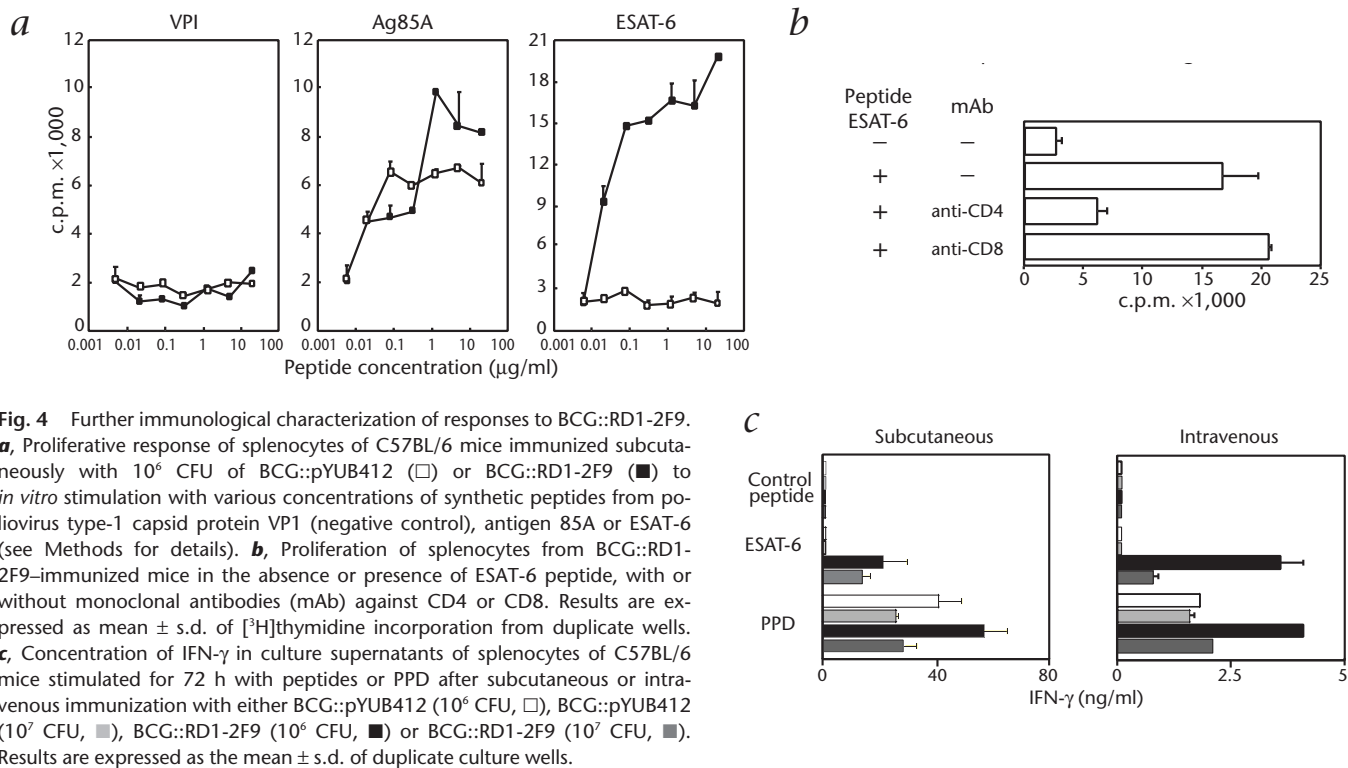 a
VPI
Ag85A
ESAT-6
12
10
8
6
4
2
0
c.p.m. ×1,000
0.001 0.01 0.1 1 10 100
12
10
8
6
4
2
0
0.001 0.01 0.1 1 10 100
21
18
15
12
9
6
3
0
0.001 0.01 0.1 1 10 100
Peptide concentration (μg/ml)
b
Peptide ESAT-6
mAb
– –
+ –
+ anti-CD4
+ anti-CD8
0 5 10 15 20 25
c.p.m. ×1,000
Fig. 4 Further immunological characterization of responses to BCG::RD1-2F9.
a, Proliferative response of splenocytes of C57BL/6 mice immunized subcuta-
neously with 10⁶ CFU of BCG::pYUB412 (□) or BCG::RD1-2F9 (■) to
in vitro stimulation with various concentrations of synthetic peptides from po-
liovirus type-1 capsid protein VP1 (negative control), antigen 85A or ESAT-6
(see Methods for details). b, Proliferation of splenocytes from BCG::RD1-
2F9–immunized mice in the absence or presence of ESAT-6 peptide, with or
without monoclonal antibodies (mAb) against CD4 or CD8. Results are ex-
pressed as mean ± s.d. of [³H]thymidine incorporation from duplicate wells.
c, Concentration of IFN-γ in culture supernatants of splenocytes of C57BL/6
mice stimulated for 72 h with peptides or PPD after subcutaneous or intra-
venous immunization with either BCG::pYUB412 (10⁶ CFU, □), BCG::pYUB412
(10⁷ CFU, ■), BCG::RD1-2F9 (10⁶ CFU, ■) or BCG::RD1-2F9 (10⁷ CFU, ■).
Results are expressed as the mean ± s.d. of duplicate culture wells.
c
Subcutaneous
Intravenous
Control
peptide
ESAT-6
PPD
0 40 80
0 2.5 5
IFN-γ (ng/ml)